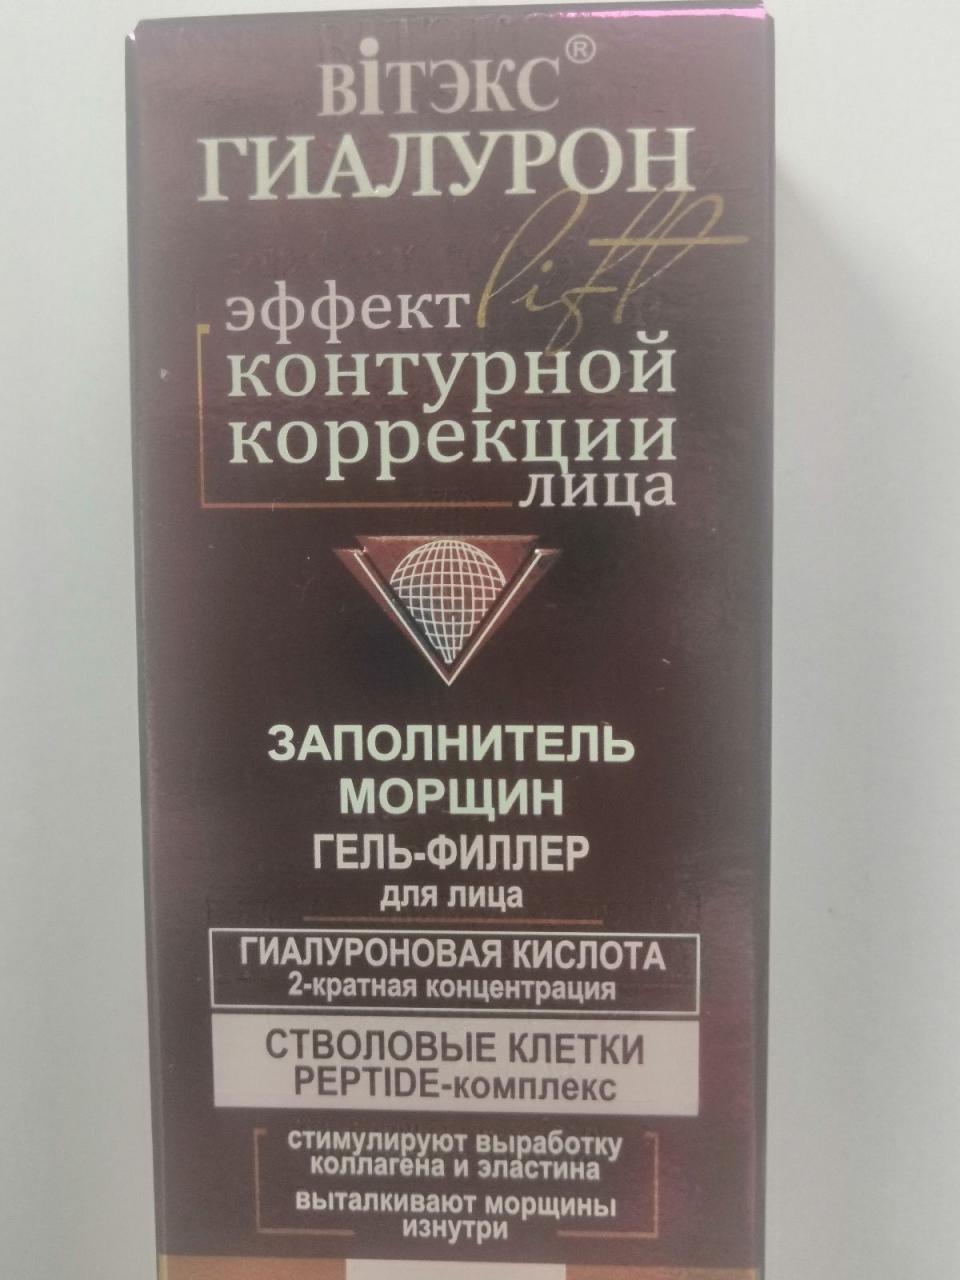 ВІТЭКС®
ГИАЛУРОН
lift
эффект
контурной
коррекции
лица
ЗАПОЛНИТЕЛЬ
МОРЩИН
ГЕЛЬ-ФИЛЛЕР
для лица
ГИАЛУРОНОВАЯ КИСЛОТА
2-кратная концентрация
СТВОЛОВЫЕ КЛЕТКИ
PEPTIDE-комплекс
стимулируют выработку
коллагена и эластина
выталкивают морщины
изнутри